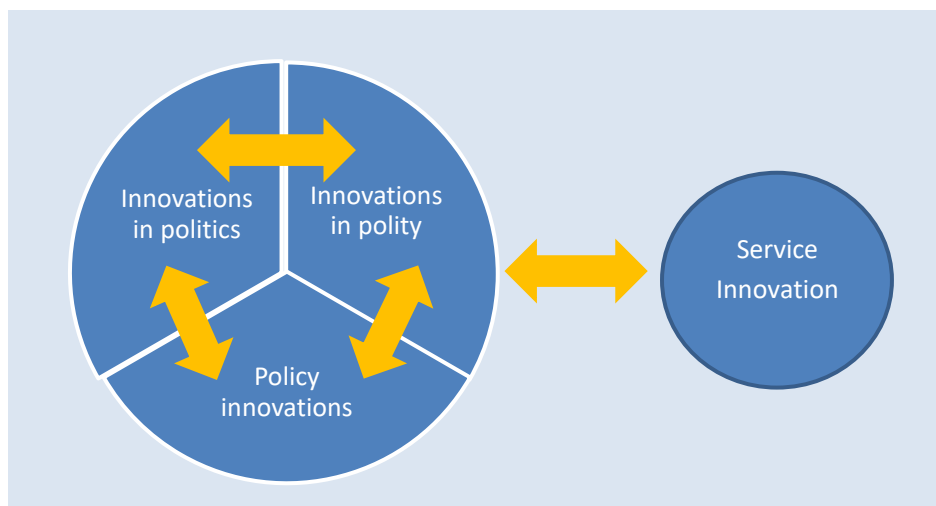 Innovations
in politics
Innovations
in polity
Policy
innovations
Service
Innovation